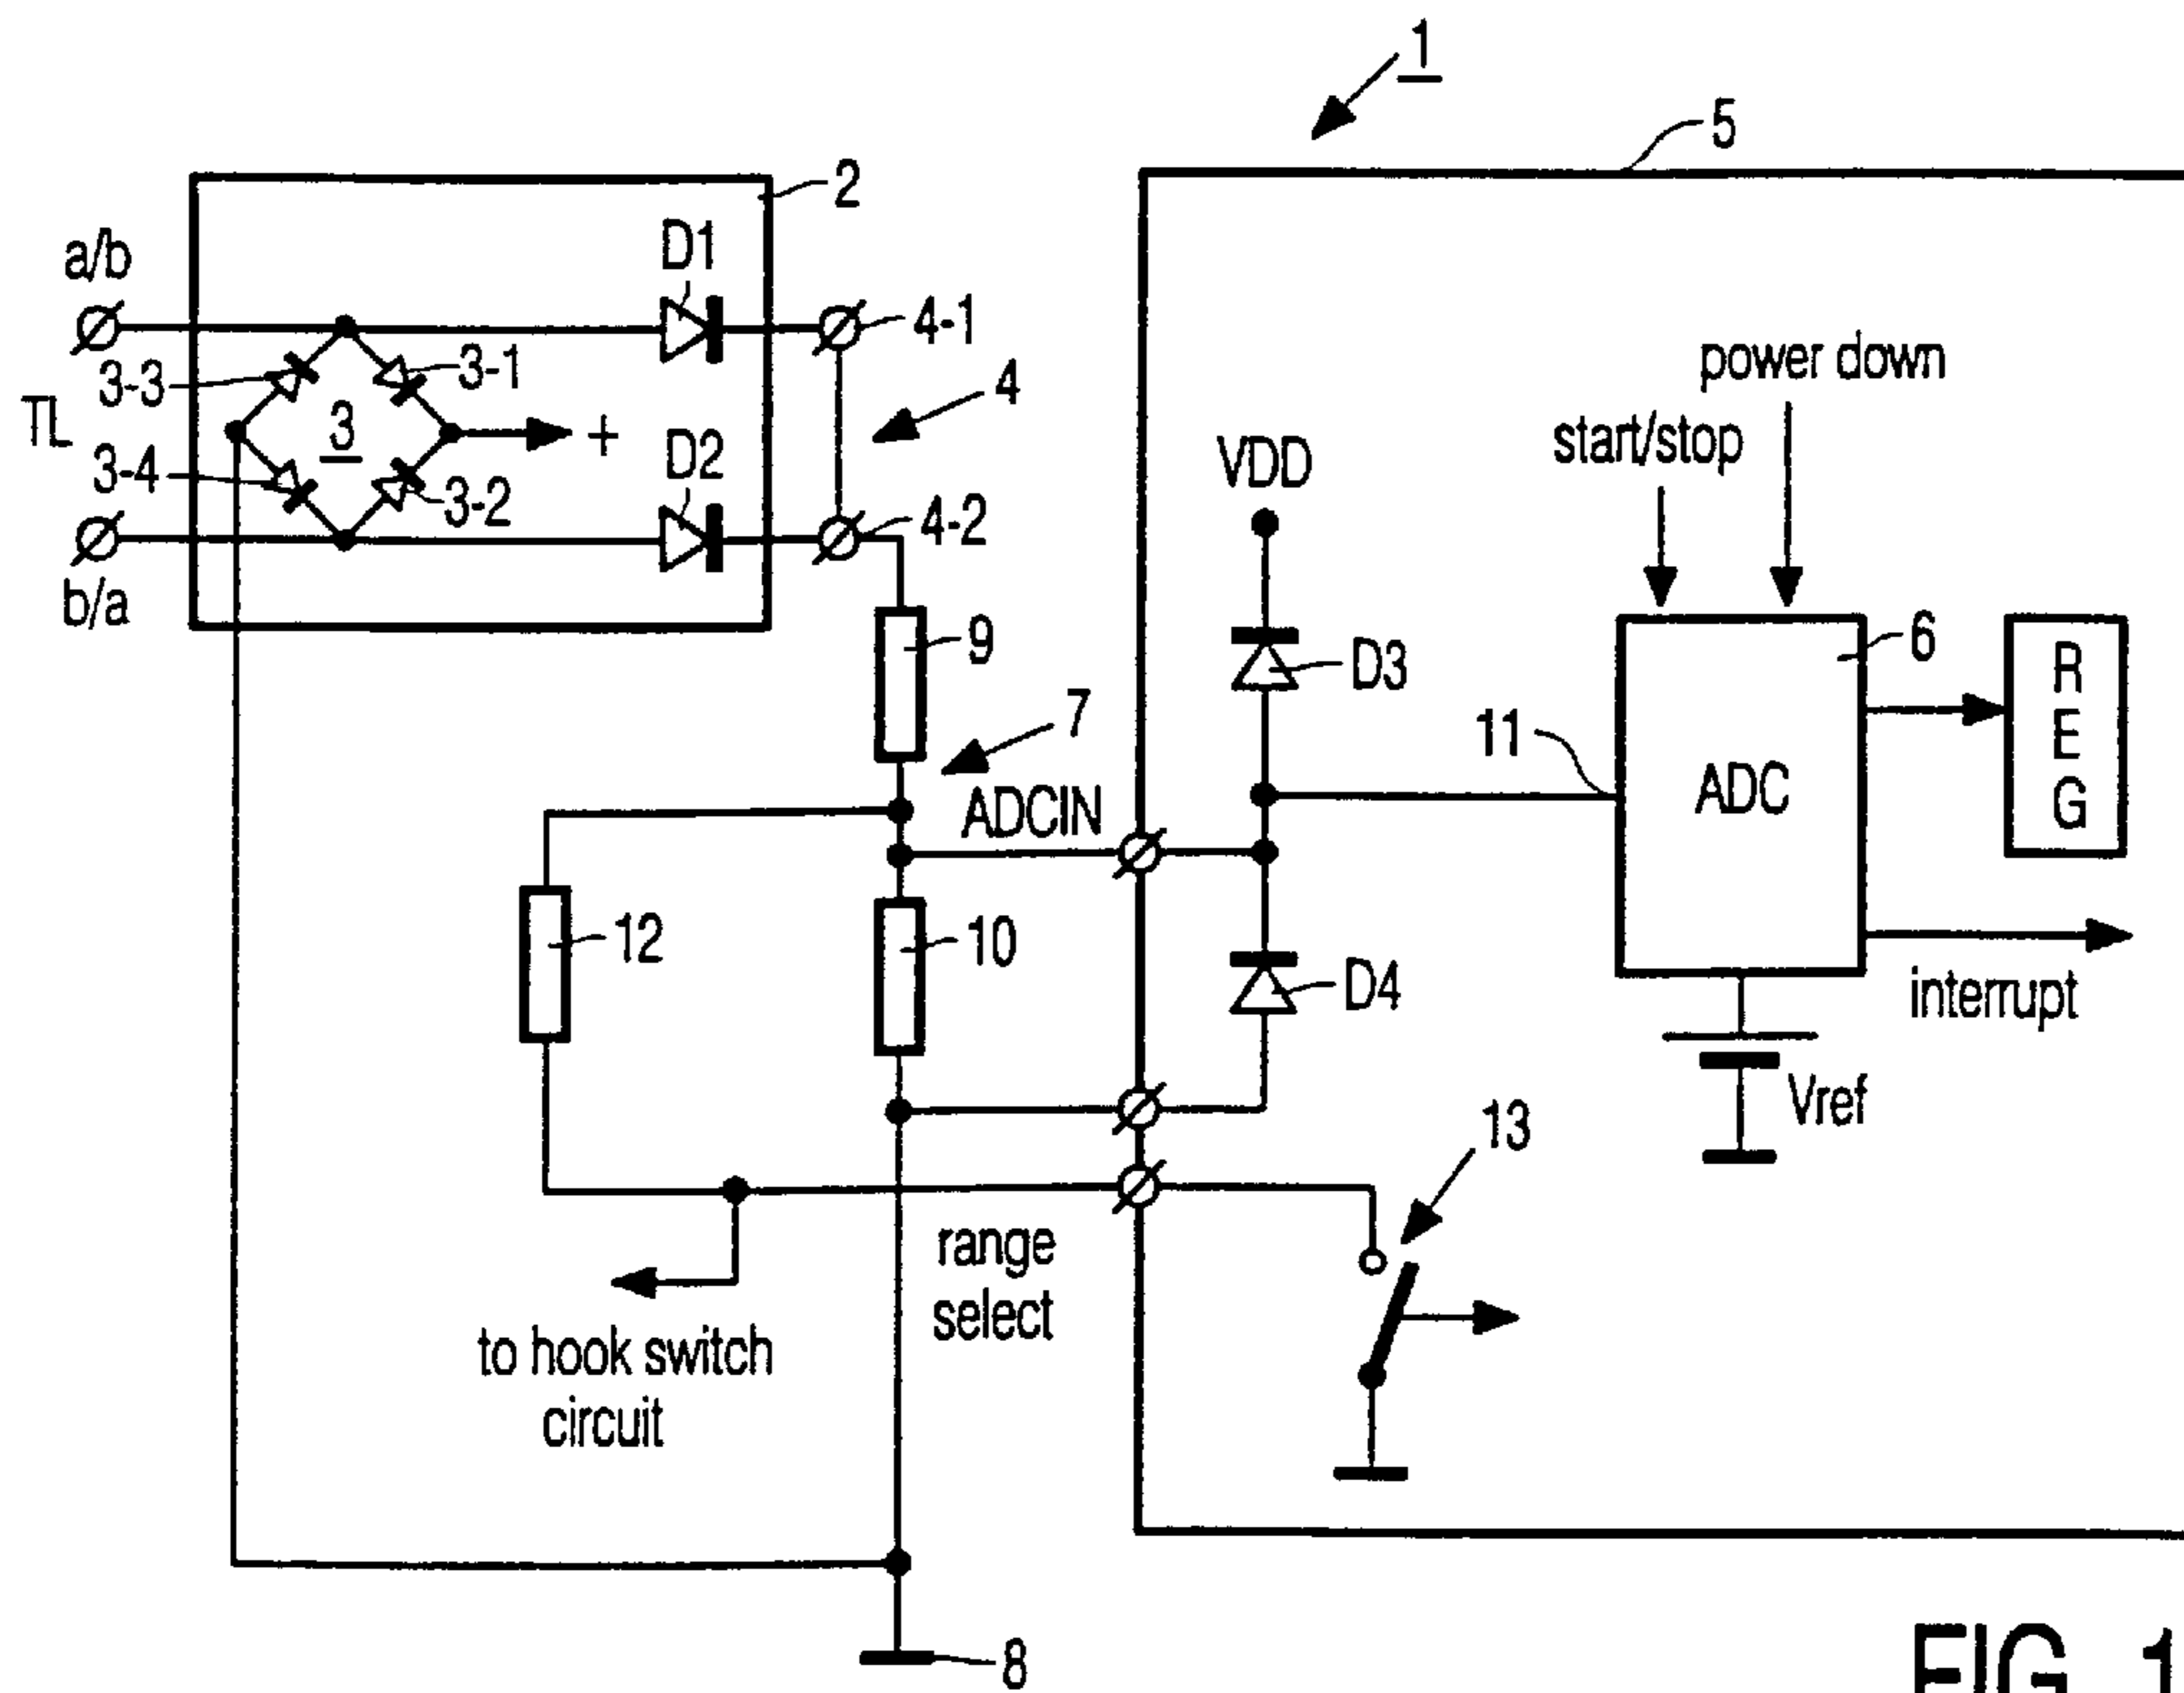 1
5
2
a/b
D1
4-1
3-3
3-1
TL
3
+
4
power down
start/stop
D2
VDD
3-4
3-2
4-2
b/a
9
D3
6
REG
7
11
ADCIN
ADC
12
10
D4
interrupt
Vref
13
range
select
to hook switch
circuit
8
FIG. 1